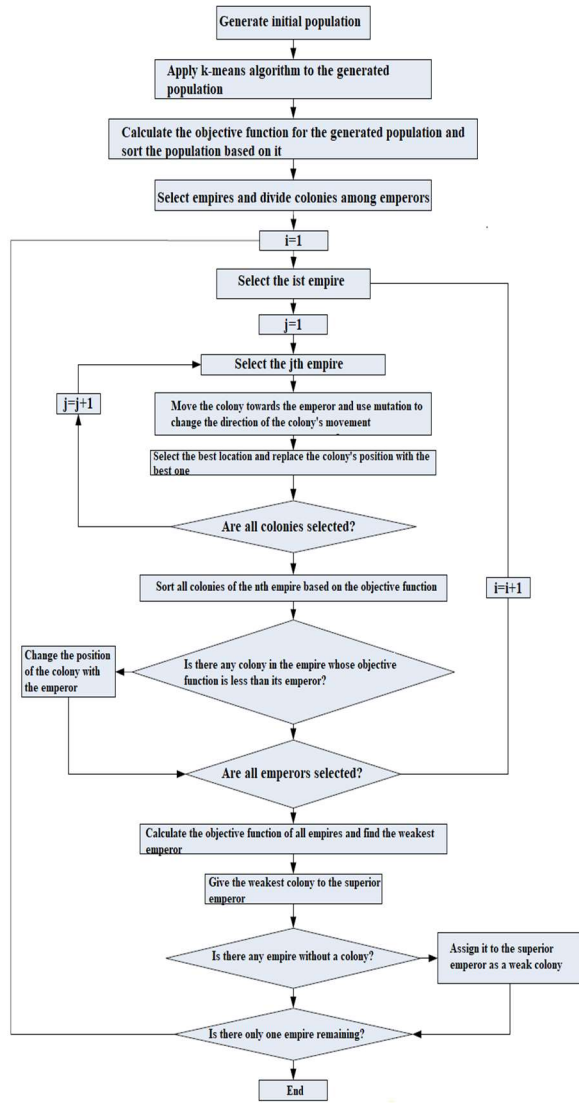 Generate initial population
Apply k-means algorithm to the generated
population
Calculate the objective function for the generated population and
sort the population based on it
Select empires and divide colonies among emperors
i=1
Select the ist empire
j=1
Select the jth empire
j=j+1
Move the colony towards the emperor and use mutation to
change the direction of the colony's movement
Select the best location and replace the colony's position with the
best one
Are all colonies selected?
Sort all colonies of the nth empire based on the objective function
i=i+1
Change the position
of the colony with
the emperor
Is there any colony in the empire whose objective
function is less than its emperor?
Are all emperors selected?
Calculate the objective function of all empires and find the weakest
emperor
Give the weakest colony to the superior
emperor
Is there any empire without a colony?
Assign it to the superior
emperor as a weak colony
Is there only one empire remaining?
End